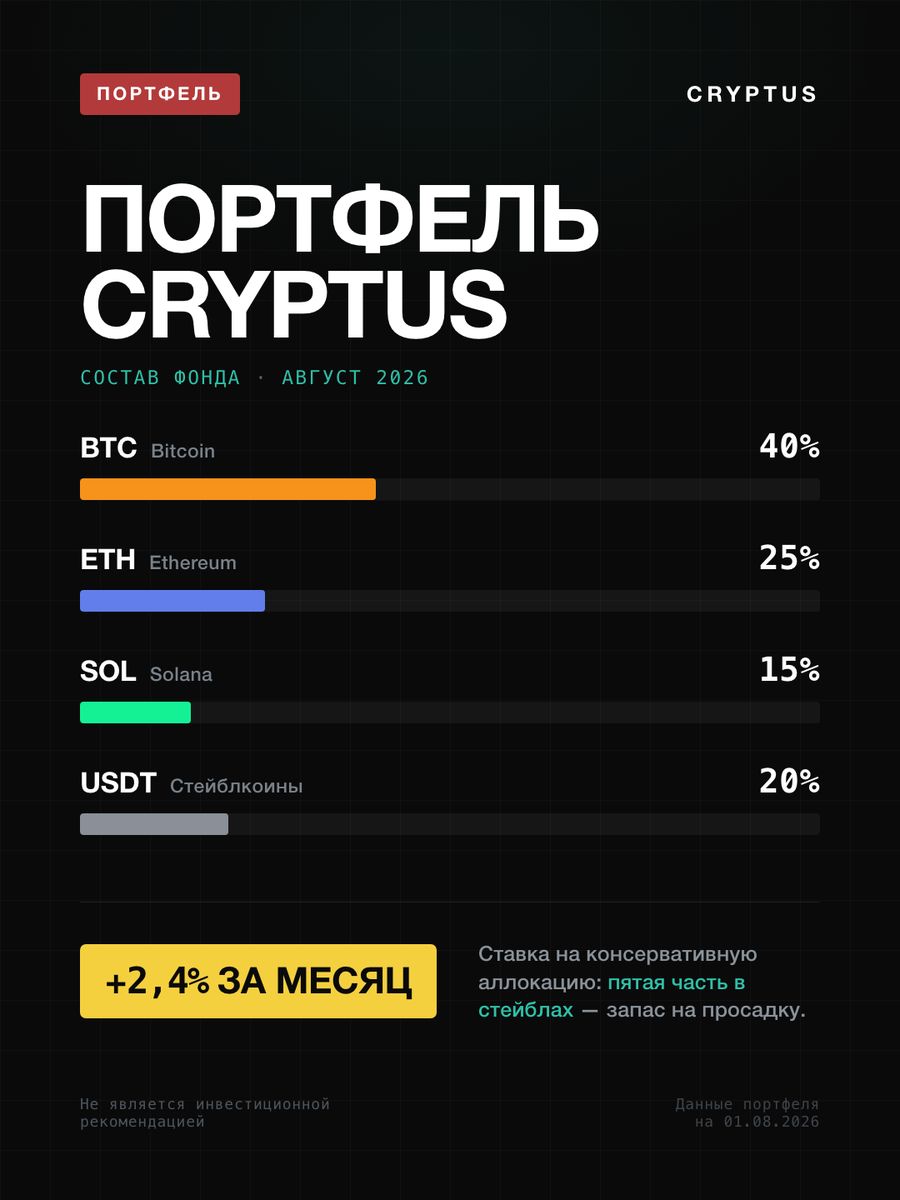 ПОРТФЕЛЬ
CRYPTUS
ПОРТФЕЛЬ
CRYPTUS
СОСТАВ ФОНДА · АВГУСТ 2026
BTC Bitcoin 40%
ETH Ethereum 25%
SOL Solana 15%
USDT Стейблкоины 20%
+2,4% ЗА МЕСЯЦ
Ставка на консервативную
аллокацию: пятая часть в
стейблах — запас на просадку.
Не является инвестиционной
рекомендацией
Данные портфеля
на 01.08.2026